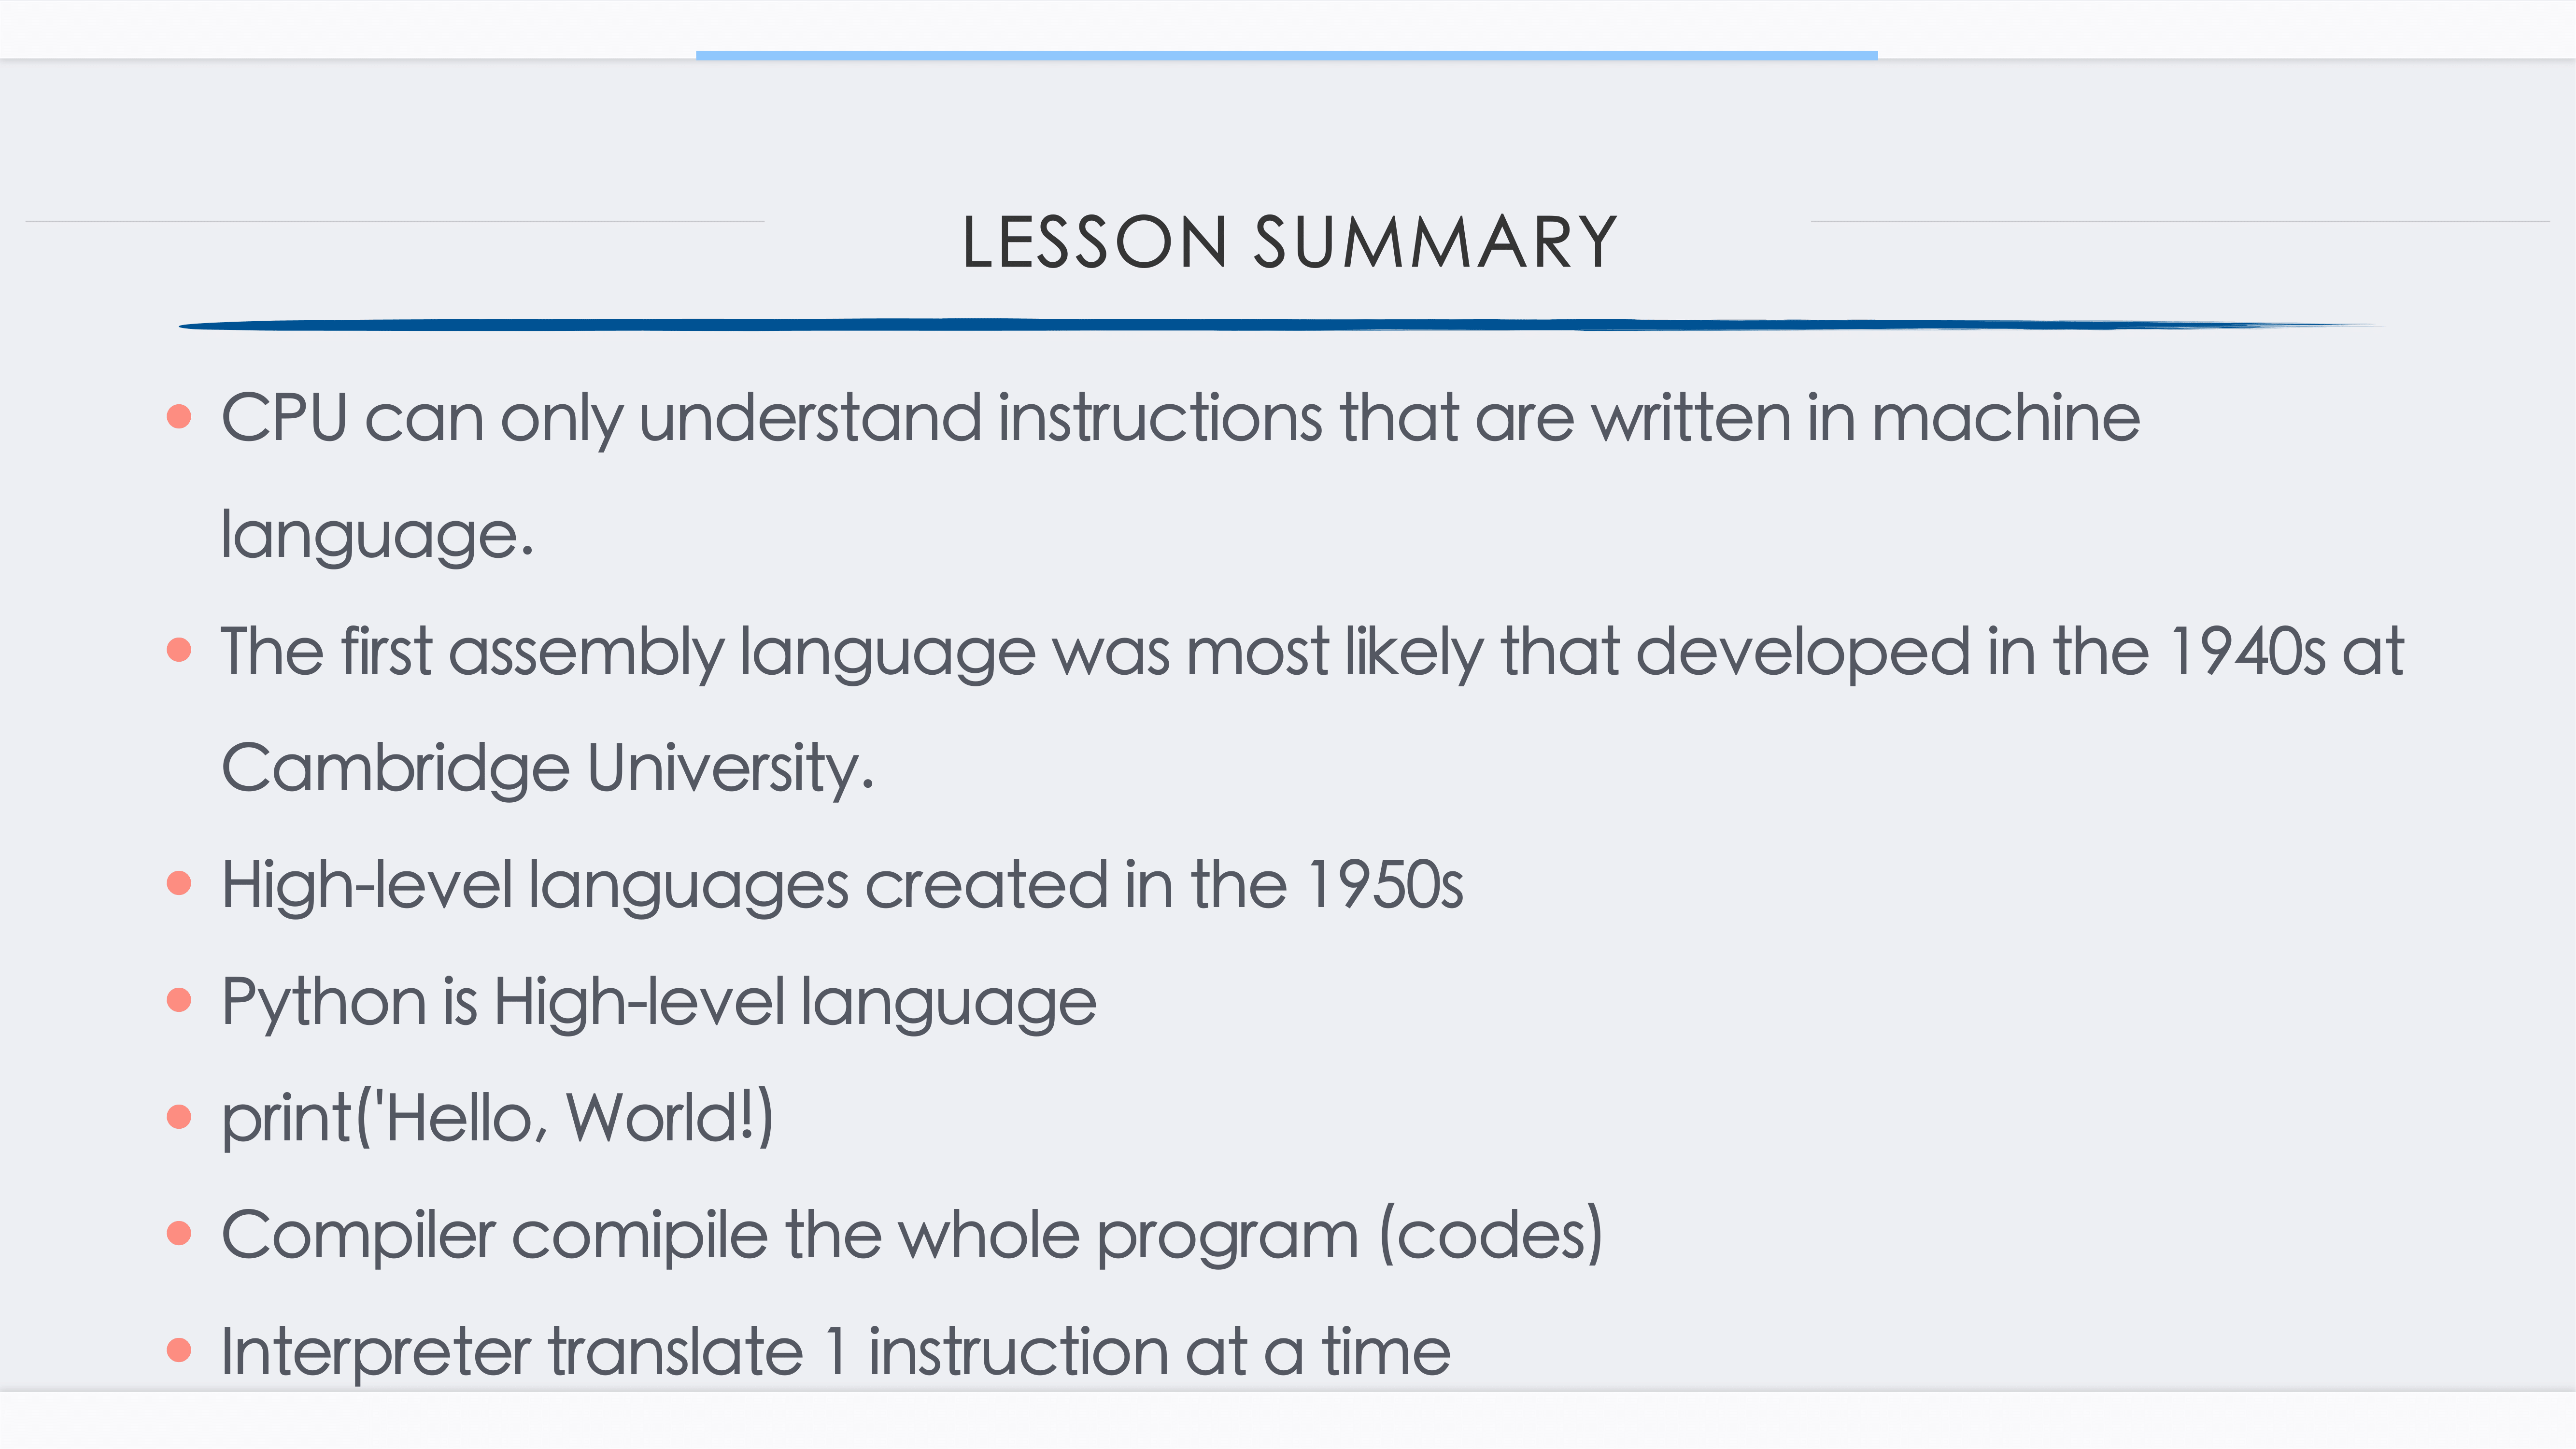 LESSON SUMMARY
• CPU can only understand instructions that are written in machine
language.
• The first assembly language was most likely that developed in the 1940s at
Cambridge University.
• High-level languages created in the 1950s
• Python is High-level language
• print('Hello, World!)
• Compiler comipile the whole program (codes)
• Interpreter translate 1 instruction at a time